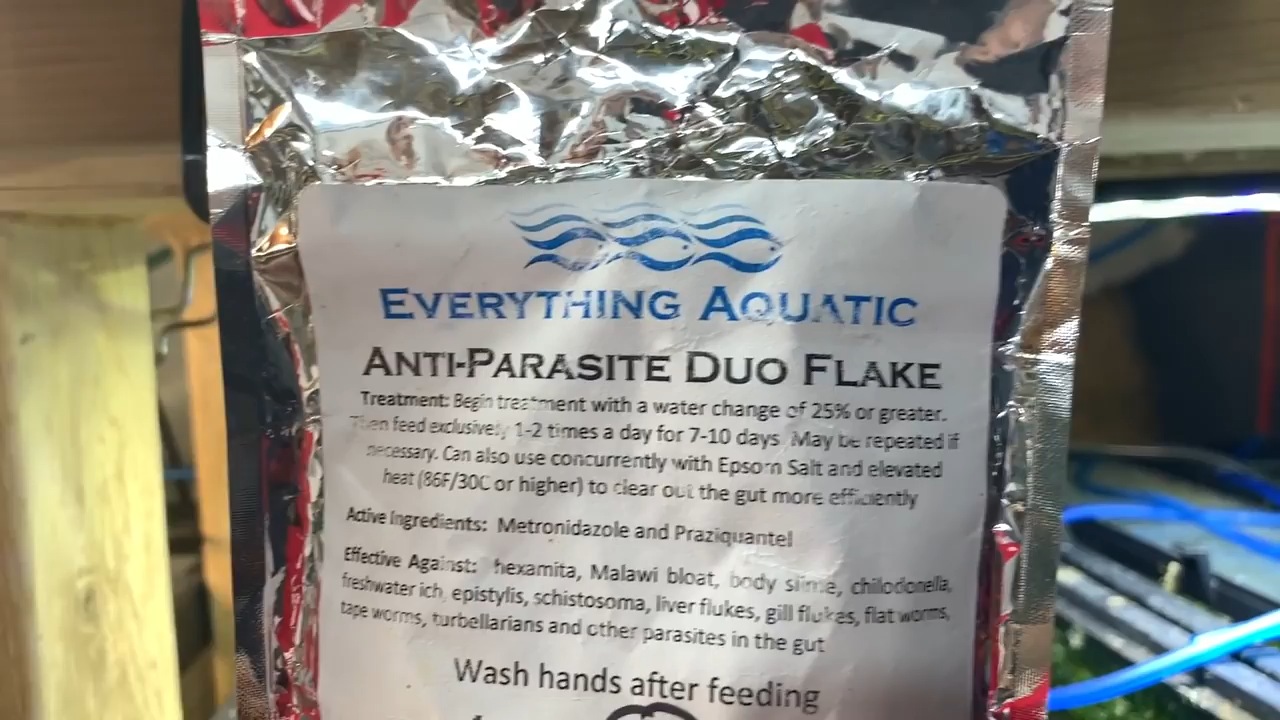 EVERYTHING AQUATIC
ANTI-PARASITE DUO FLAKE
Treatment: Begin treatment with a water change of 25% or greater.
Then feed exclusively 1-2 times a day for 7-10 days. May be repeated if
necessary. Can also use concurrently with Epsom Salt and elevated
heat (86F/30C or higher) to clear out the gut more efficiently
Active Ingredients: Metronidazole and Praziquantel
Effective Against: hexamita, Malawi bloat, body slime, chilodonella,
freshwater ich, epistylis, schistosoma, liver flukes, gill flukes, flat worms,
tape worms, turbellarians and other parasites in the gut
Wash hands after feeding